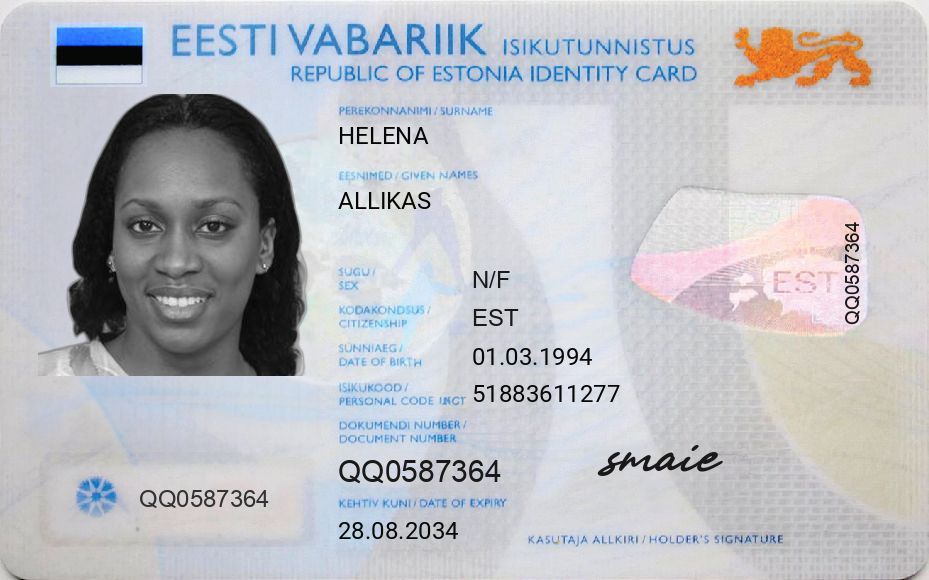 EESTI VABARIIK ISIKUTUNNISTUS
REPUBLIC OF ESTONIA IDENTITY CARD
PEREKONNANIMI / SURNAME
HELENA
EESNIMED / GIVEN NAMES
ALLIKAS
SUGU /
SEX
N/F
KODAKONDSUS /
CITIZENSHIP
EST
SÜNNIAEG /
DATE OF BIRTH
01.03.1994
ISIKUKOOD /
PERSONAL CODE
51883611277
DOKUMENDI NUMBER /
DOCUMENT NUMBER
QQ0587364
KEHTIV KUNI / DATE OF EXPIRY
28.08.2034
QQ0587364
EST
QQ0587364
smaie
KASUTAJA ALLKIRI / HOLDER'S SIGNATURE